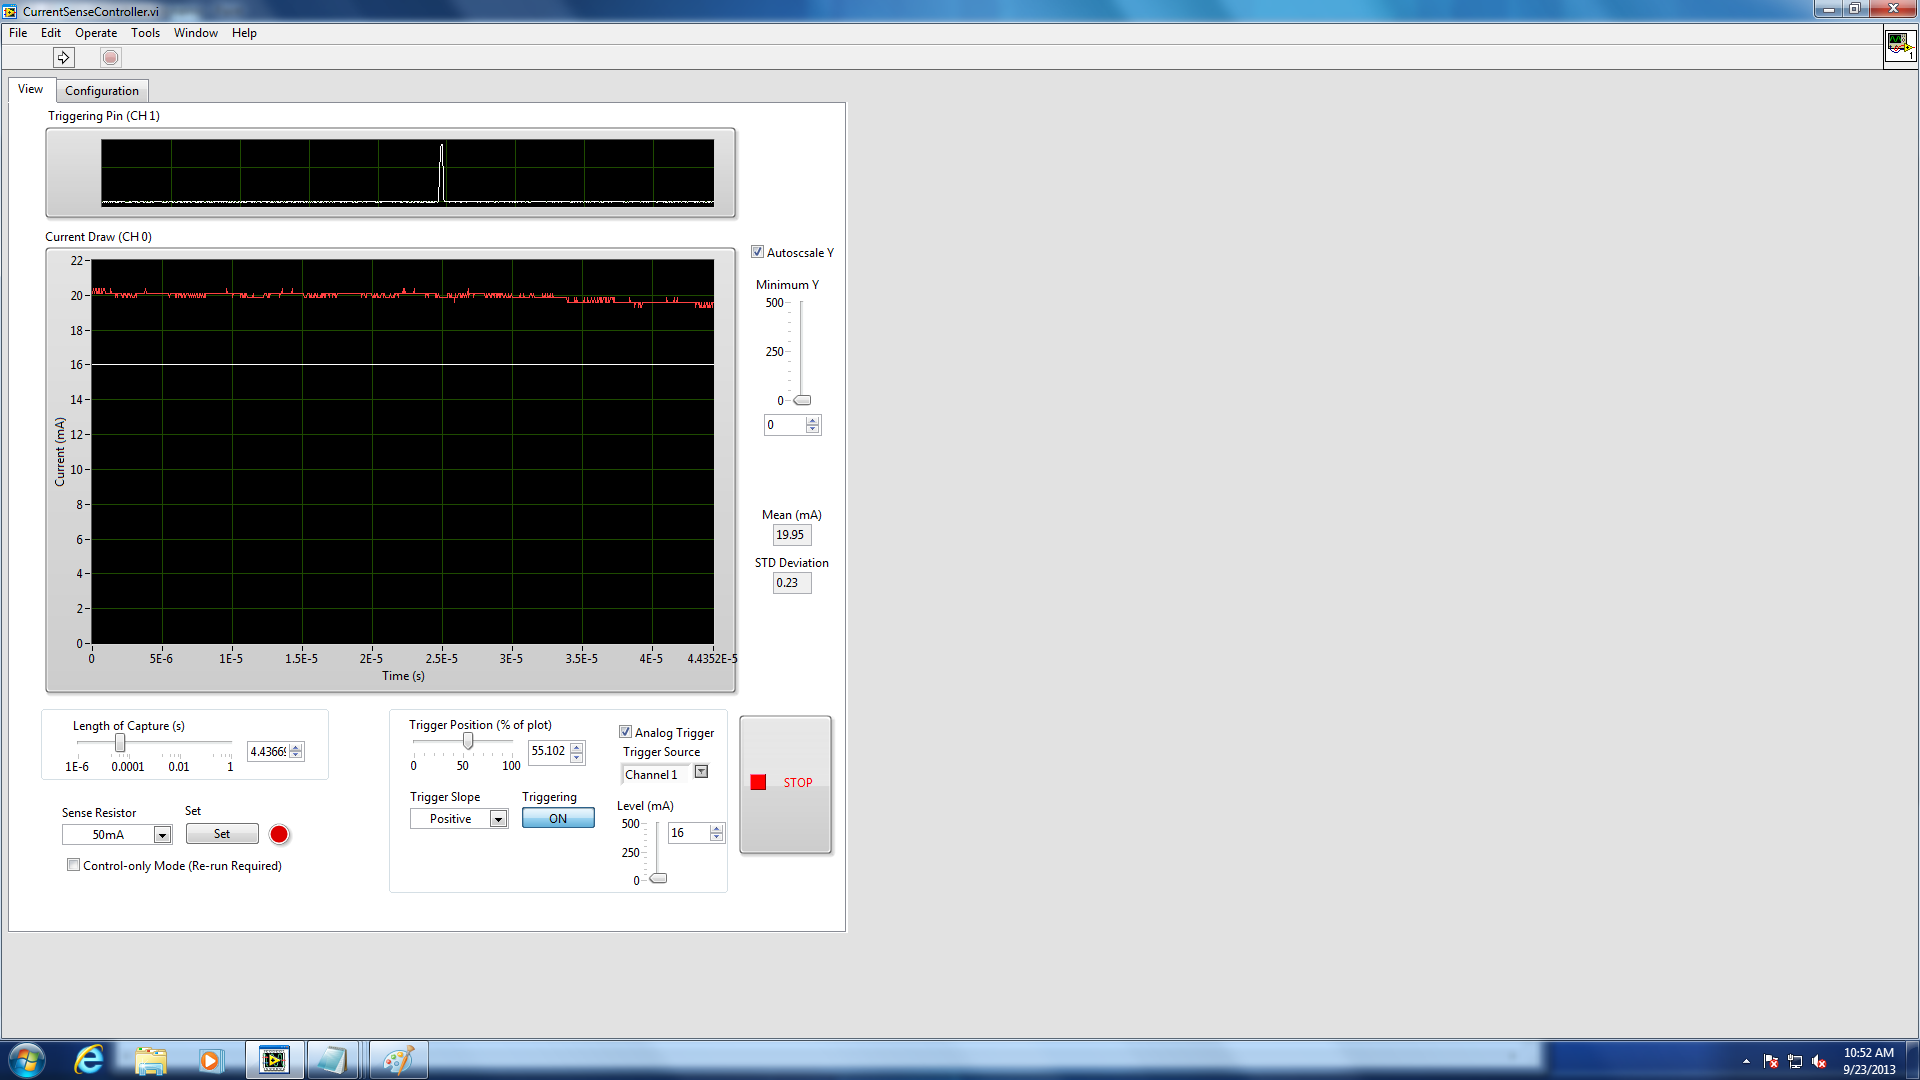 CurrentSenseController.vi
File Edit Operate Tools Window Help
1
View Configuration
Triggering Pin (CH 1)
Current Draw (CH 0)
22
20
18
16
14
12
10
8
6
4
2
0
Current (mA)
0 5E-6 1E-5 1.5E-5 2E-5 2.5E-5 3E-5 3.5E-5 4E-5 4.4352E-5
Time (s)
Autoscsale Y
Minimum Y
500
250
0
0
Mean (mA)
19.95
STD Deviation
0.23
Length of Capture (s)
1E-6 0.0001 0.01 1
Sense Resistor
50mA
Set
Set
Control-only Mode (Re-run Required)
Trigger Position (% of plot)
0 50 100
55.102
Trigger Slope
Positive
Triggering
ON
Analog Trigger
Trigger Source
Channel 1
Level (mA)
500
250
0
16
STOP
10:52 AM
9/23/2013